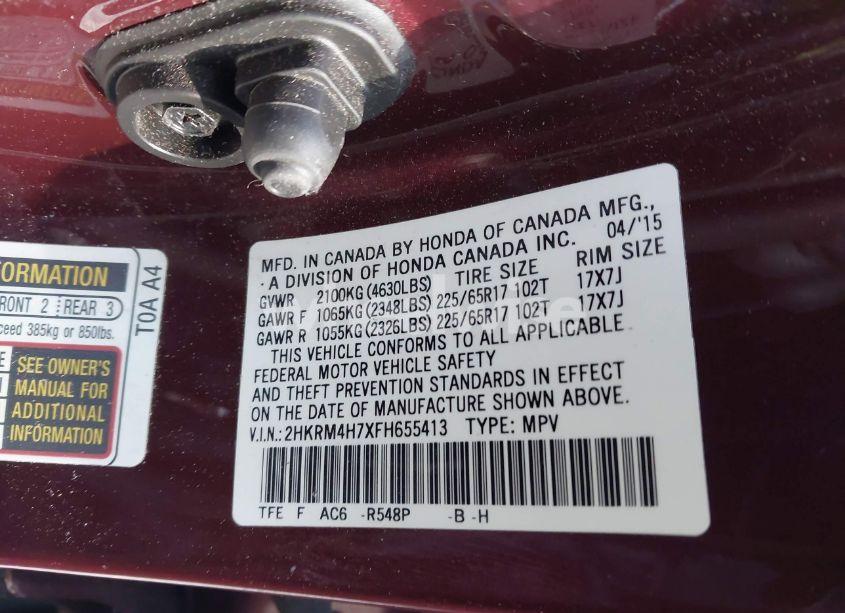 MFD. IN CANADA BY HONDA OF CANADA MFG.,
-A DIVISION OF HONDA CANADA INC. 04/'15
TIRE SIZE RIM SIZE
GVWR 2100KG(4630LBS)
GAWR F 1065KG(2348LBS) 225/65R17 102T 17X7J
GAWR R 1055KG(2326LBS) 225/65R17 102T 17X7J
THIS VEHICLE CONFORMS TO ALL APPLICABLE
FEDERAL MOTOR VEHICLE SAFETY
AND THEFT PREVENTION STANDARDS IN EFFECT
ON THE DATE OF MANUFACTURE SHOWN ABOVE.
V.I.N.: 2HKRM4H7XFH655413 TYPE: MPV
TFE F AC6 -R548P -B -H
FORMATION
FRONT 2 REAR 3
ceed 385kg or 850lbs.
SEE OWNER'S
MANUAL FOR
ADDITIONAL
INFORMATION
T0A A4